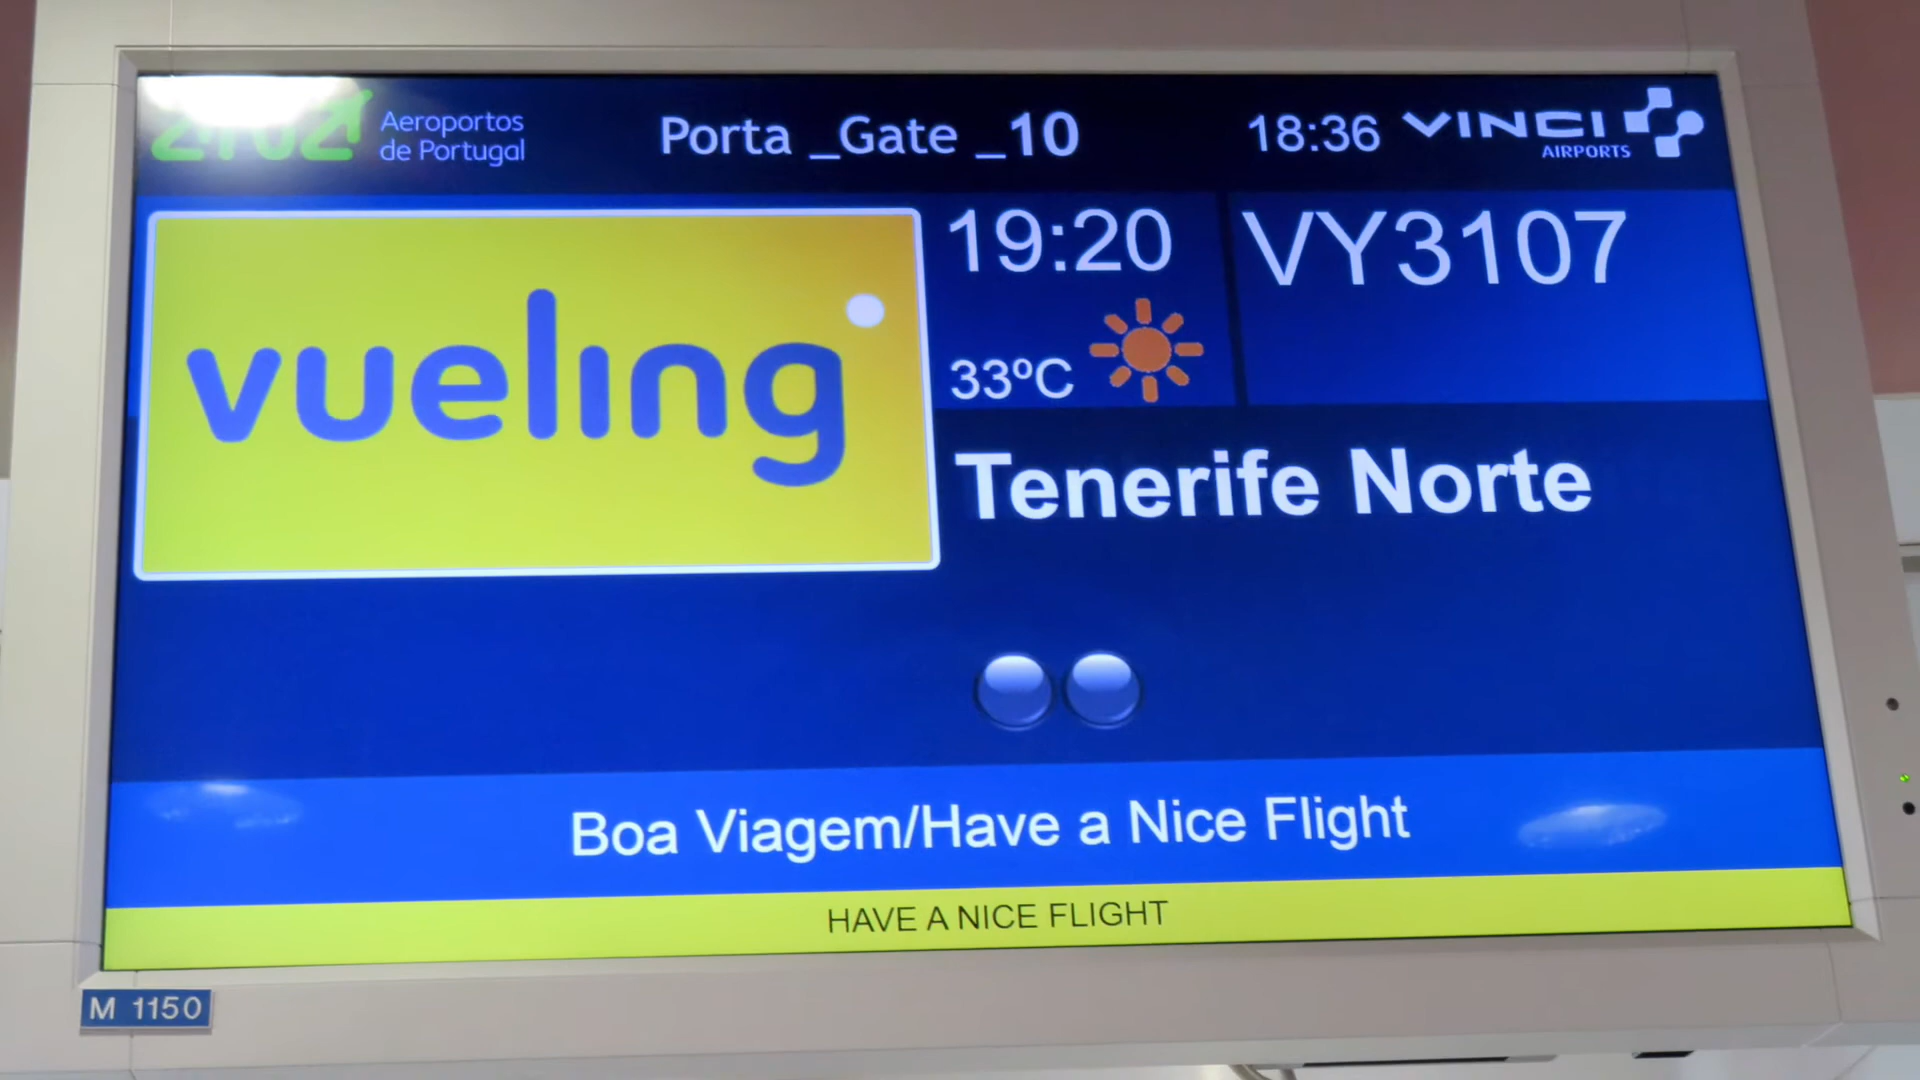 Aeroportos
de Portugal
Porta _Gate _10
18:36
VINCI
AIRPORTS
vueling
19:20
VY3107
33ºC
Tenerife Norte
Boa Viagem/Have a Nice Flight
HAVE A NICE FLIGHT
M 1150